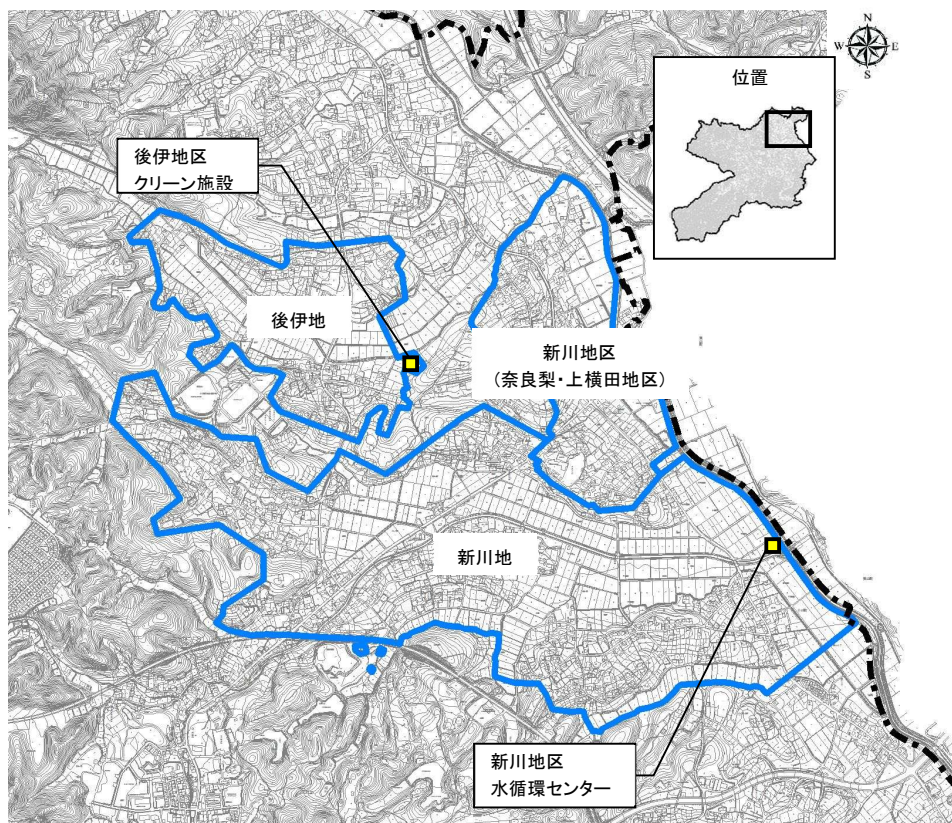 N
W
E
S
位置
後伊地区
クリーン施設
後伊地
新川地区
(奈良梨・上横田地区)
新川地
新川地区
水循環センター